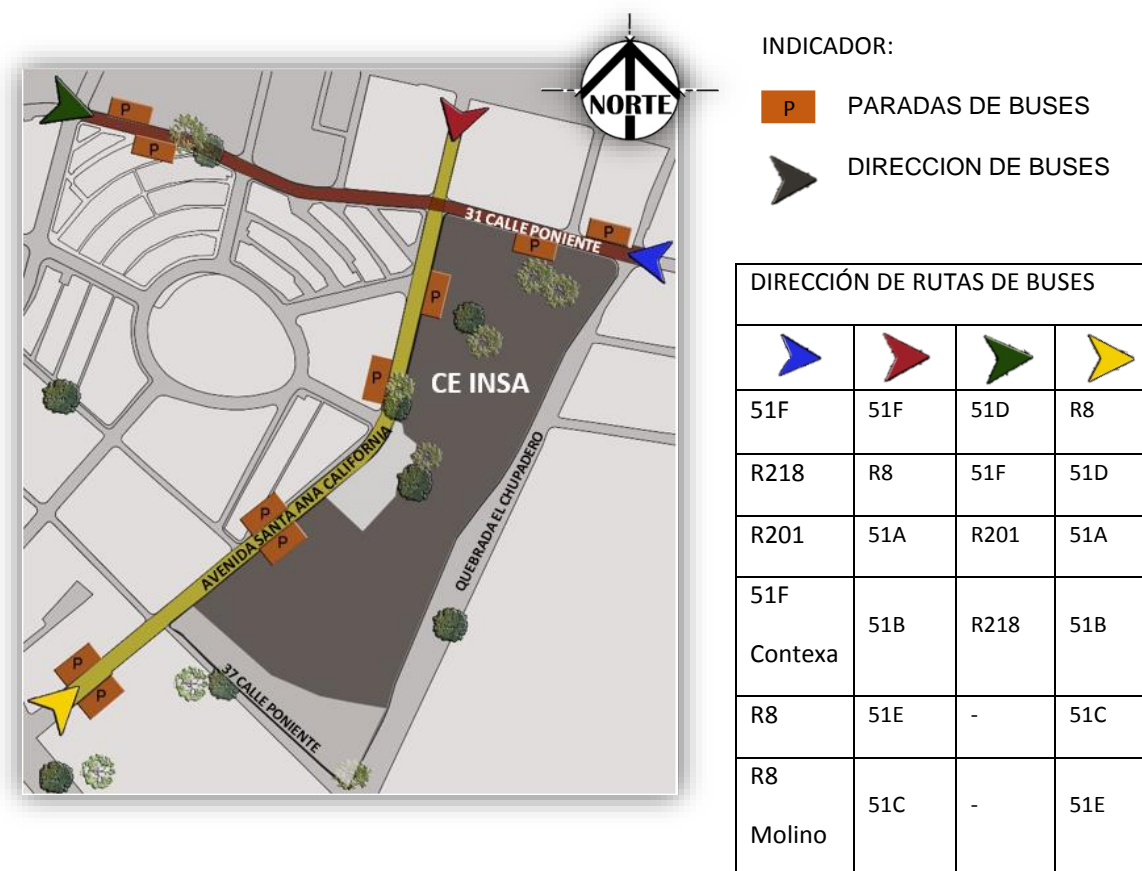 NORTE
P
P
31 CALLE PONIENTE
P
P
P
P
CE INSA
AVENIDA SANTA ANA CALIFORNIA
QUEBRADA EL CHUPADERO
P
P
P
P
37 CALLE PONIENTE
INDICADOR:
P PARADAS DE BUSES
DIRECCION DE BUSES
DIRECCIÓN DE RUTAS DE BUSES
51F 51F 51D R8
R218 R8 51F 51D
R201 51A R201 51A
51F
Contexa 51B R218 51B
R8 51E - 51C
R8
Molino 51C - 51E